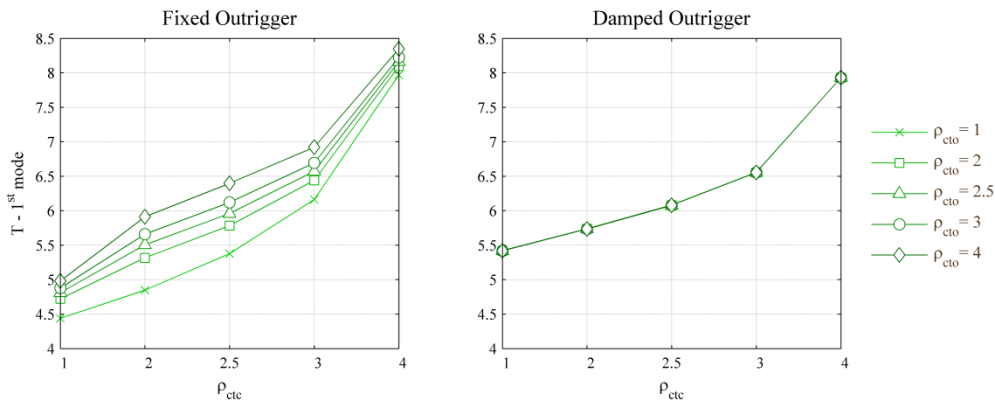 Fixed Outrigger
8.5
8
7.5
7
6.5
6
5.5
5
4.5
4
T - 1st mode
1 2 2.5 3 4
ρctc
Damped Outrigger
8.5
8
7.5
7
6.5
6
5.5
5
4.5
4
1 2 2.5 3 4
ρctc
ρcto= 1
ρcto= 2
ρcto= 2.5
ρcto= 3
ρcto= 4